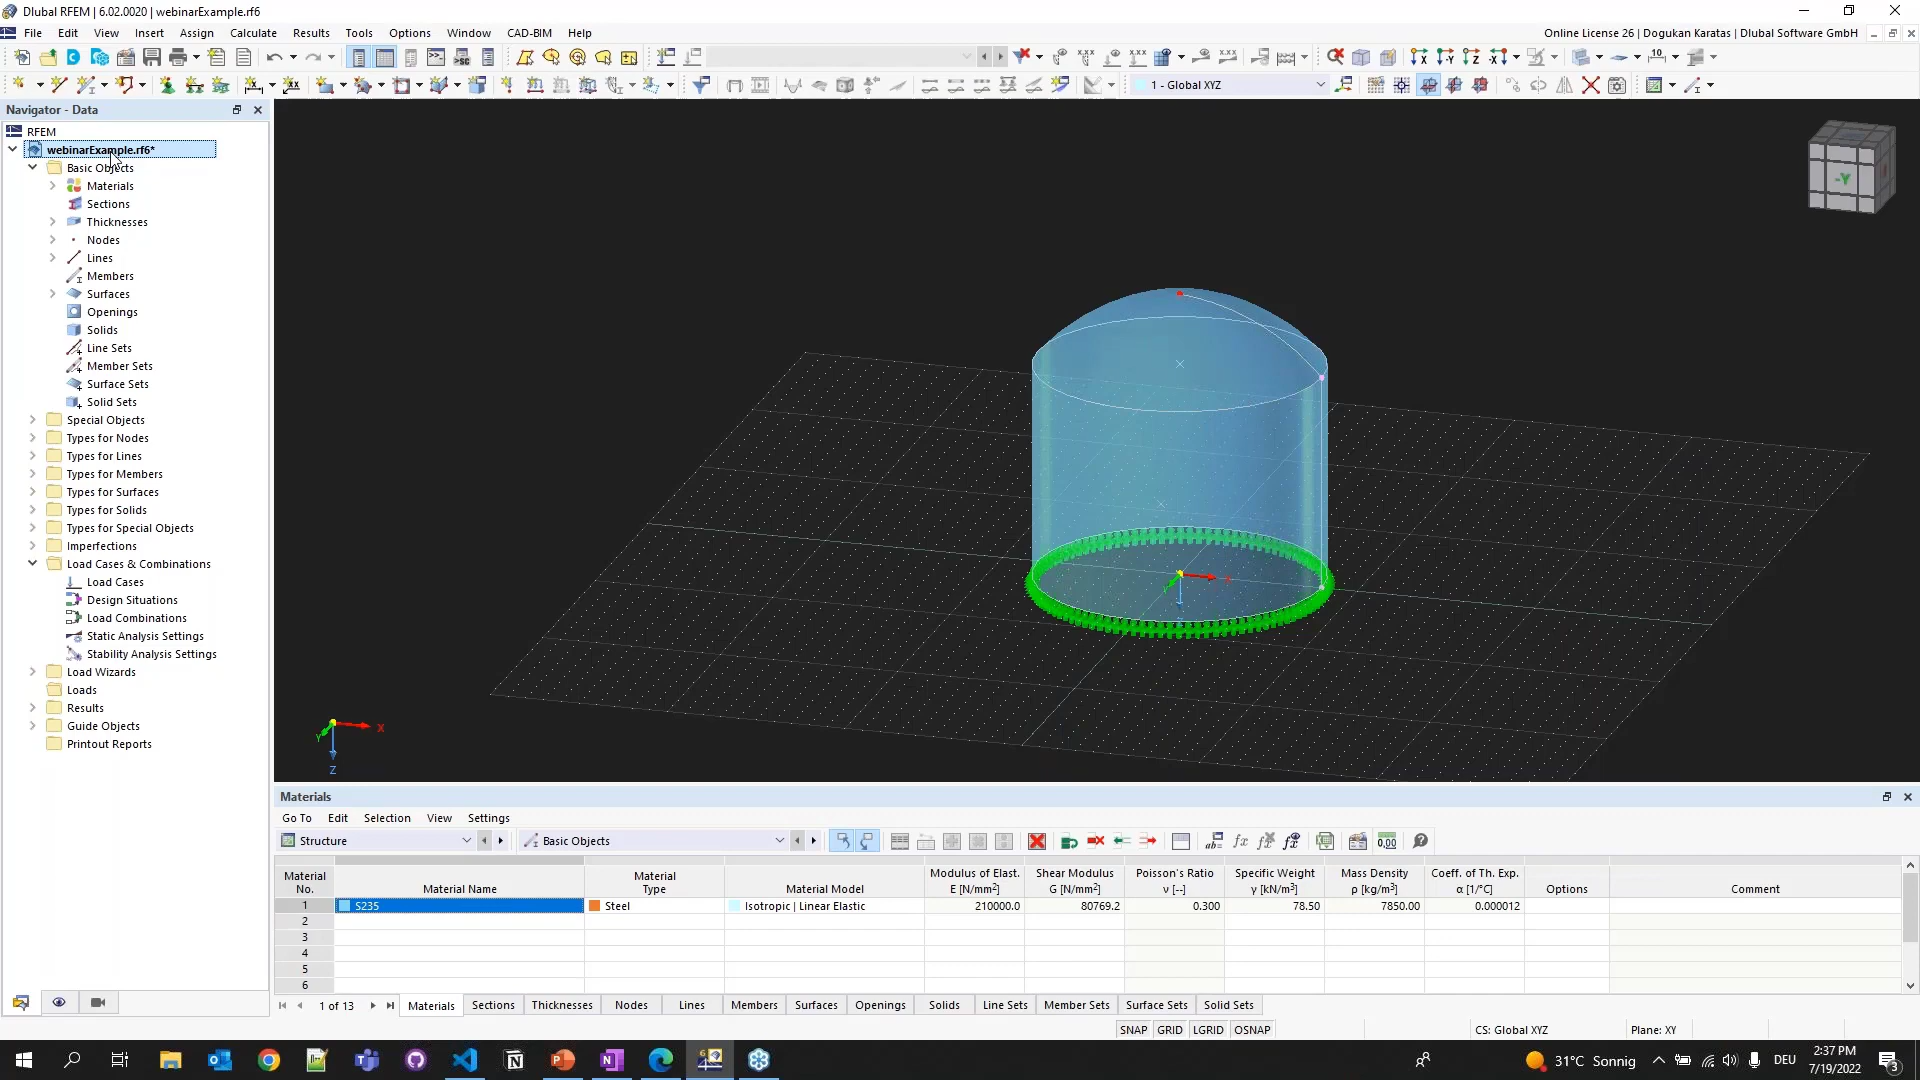 Dlubal RFEM | 6.02.0020 | webinarExample.rf6
File Edit View Insert Assign Calculate Results Tools Options Window CAD-BIM Help
Online License 26 | Dogukan Karatas | Dlubal Software GmbH
1 - Global XYZ
Navigator - Data
RFEM
webinarExample.rf6*
Basic Objects
Materials
Sections
Thicknesses
Nodes
Lines
Members
Surfaces
Openings
Solids
Line Sets
Member Sets
Surface Sets
Solid Sets
Special Objects
Types for Nodes
Types for Lines
Types for Members
Types for Surfaces
Types for Solids
Types for Special Objects
Imperfections
Load Cases & Combinations
Load Cases
Design Situations
Load Combinations
Static Analysis Settings
Stability Analysis Settings
Load Wizards
Loads
Results
Guide Objects
Printout Reports
-Y
X
Y
Z
Materials
Go To Edit Selection View Settings
Structure
Basic Objects
Material No. Material Name Material Type Material Model Modulus of Elast. E [N/mm²] Shear Modulus G [N/mm²] Poisson's Ratio ν [--] Specific Weight γ [kN/m³] Mass Density ρ [kg/m³] Coeff. of Th. Exp. α [1/°C] Options Comment
1 S235 Steel Isotropic | Linear Elastic 210000.0 80769.2 0.300 78.50 7850.00 0.000012
2
3
4
5
6
1 of 13 Materials Sections Thicknesses Nodes Lines Members Surfaces Openings Solids Line Sets Member Sets Surface Sets Solid Sets
SNAP GRID LGRID OSNAP CS: Global XYZ Plane: XY
31°C Sonnig DEU 2:37 PM
7/19/2022
3